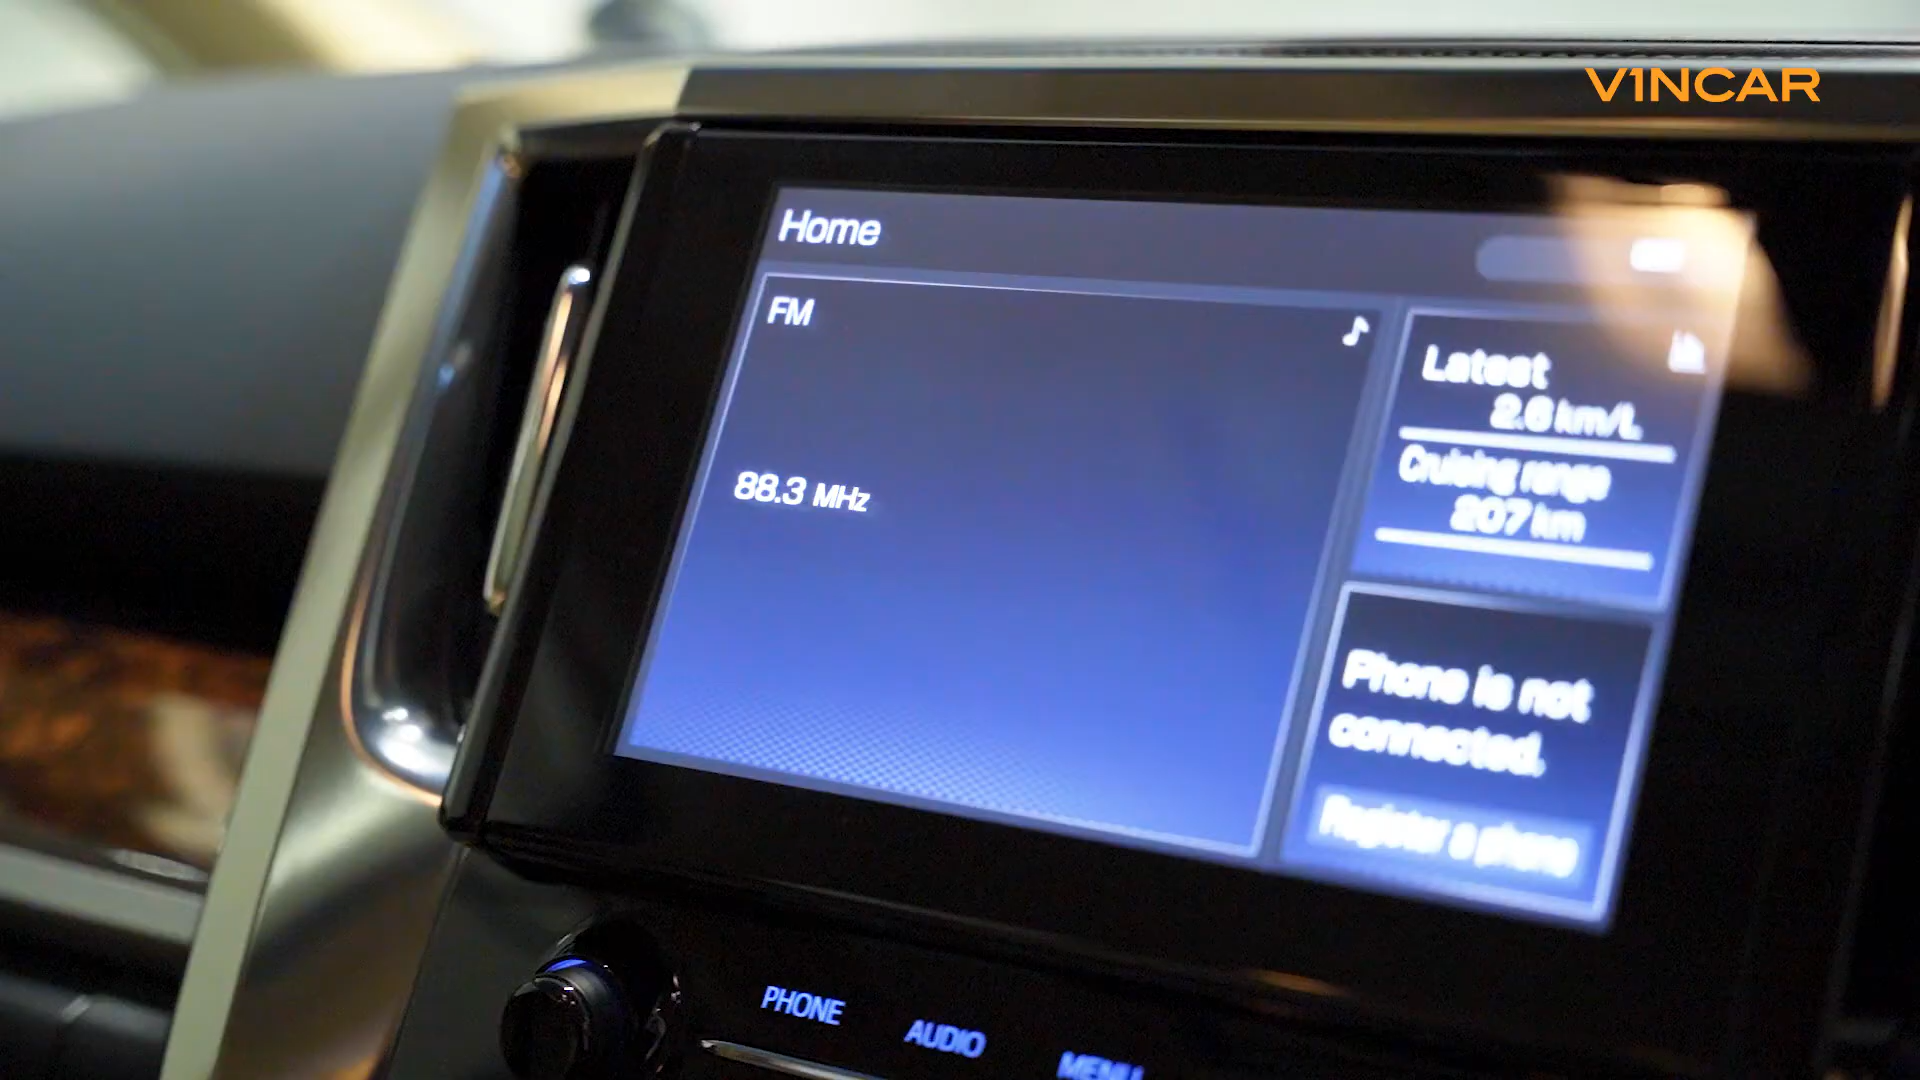 V1NCAR
Home
FM
88.3 MHz
Latest
2.6 km/L
Cruising range
207 km
Phone is not
connected.
Register a phone
PHONE
AUDIO
MENU